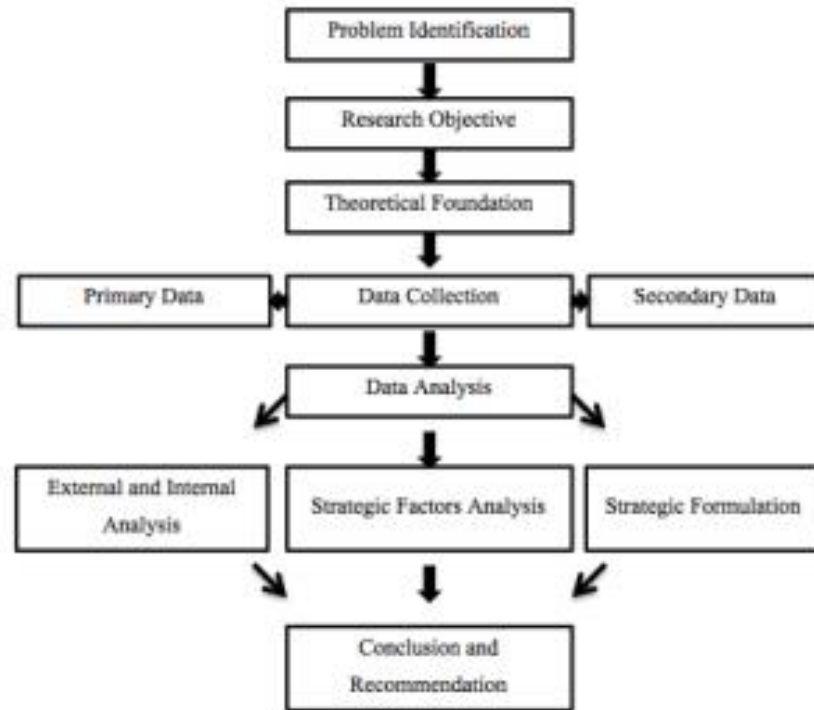 Problem Identification
Research Objective
Theoretical Foundation
Primary Data
Data Collection
Secondary Data
Data Analysis
External and Internal
Analysis
Strategic Factors Analysis
Strategic Formulation
Conclusion and
Recommendation